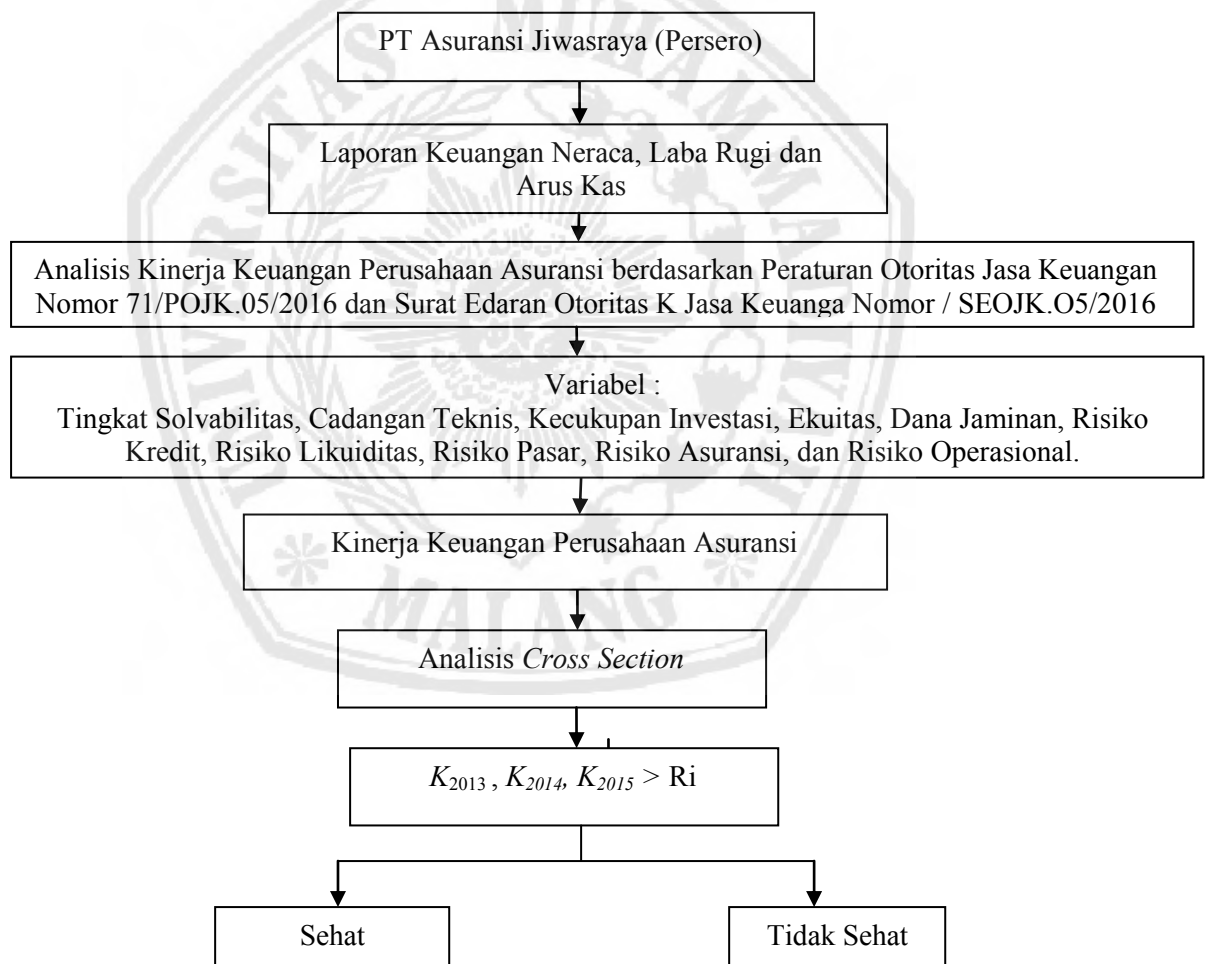 PT Asuransi Jiwasraya (Persero)
Laporan Keuangan Neraca, Laba Rugi dan
Arus Kas
Analisis Kinerja Keuangan Perusahaan Asuransi berdasarkan Peraturan Otoritas Jasa Keuangan
Nomor 71/POJK.05/2016 dan Surat Edaran Otoritas K Jasa Keuanga Nomor / SEOJK.O5/2016
Variabel :
Tingkat Solvabilitas, Cadangan Teknis, Kecukupan Investasi, Ekuitas, Dana Jaminan, Risiko
Kredit, Risiko Likuiditas, Risiko Pasar, Risiko Asuransi, dan Risiko Operasional.
Kinerja Keuangan Perusahaan Asuransi
Analisis Cross Section
K2013 , K2014, K2015 > Ri
Sehat
Tidak Sehat
UNIVERSITAS MUHAMMADIYAH
MALANG